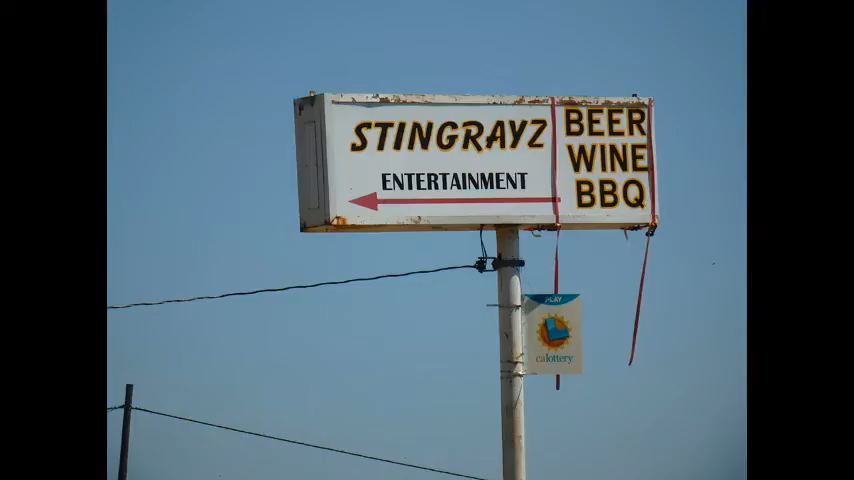 STINGRAYZ
ENTERTAINMENT
BEER
WINE
BBQ
PLAY
calottery